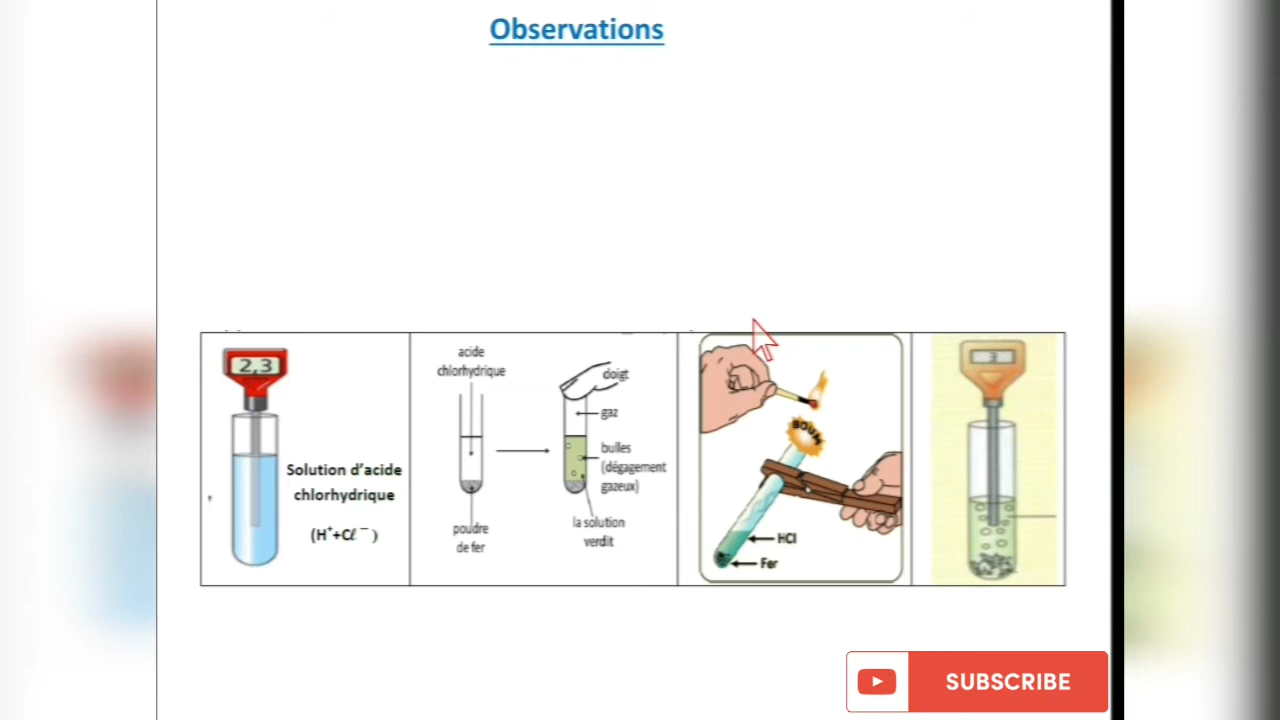 Observations
2,3
Solution d'acide
chlorhydrique
(H⁺+Cℓ⁻)
acide
chlorhydrique
poudre
de fer
doigt
gaz
bulles
(dégagement
gazeux)
la solution
verdit
BOUM
HCl
Fer
3
SUBSCRIBE